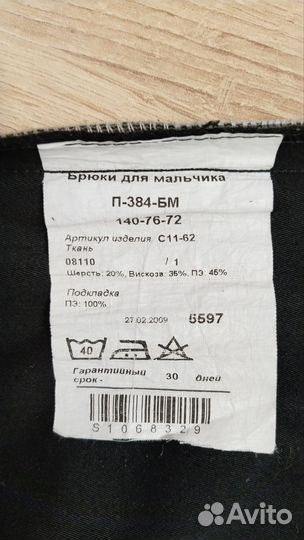 Брюки для мальчика
П-384-БМ
140-76-72
Артикул изделия С11-62
Ткань
08110 / 1
Шерсть: 20%, Вискоза: 35%, ПЭ: 45%
Подкладка
ПЭ: 100%
27.02.2009 5597
40
Гарантийный
срок - 30 дней
S1068329
Avito